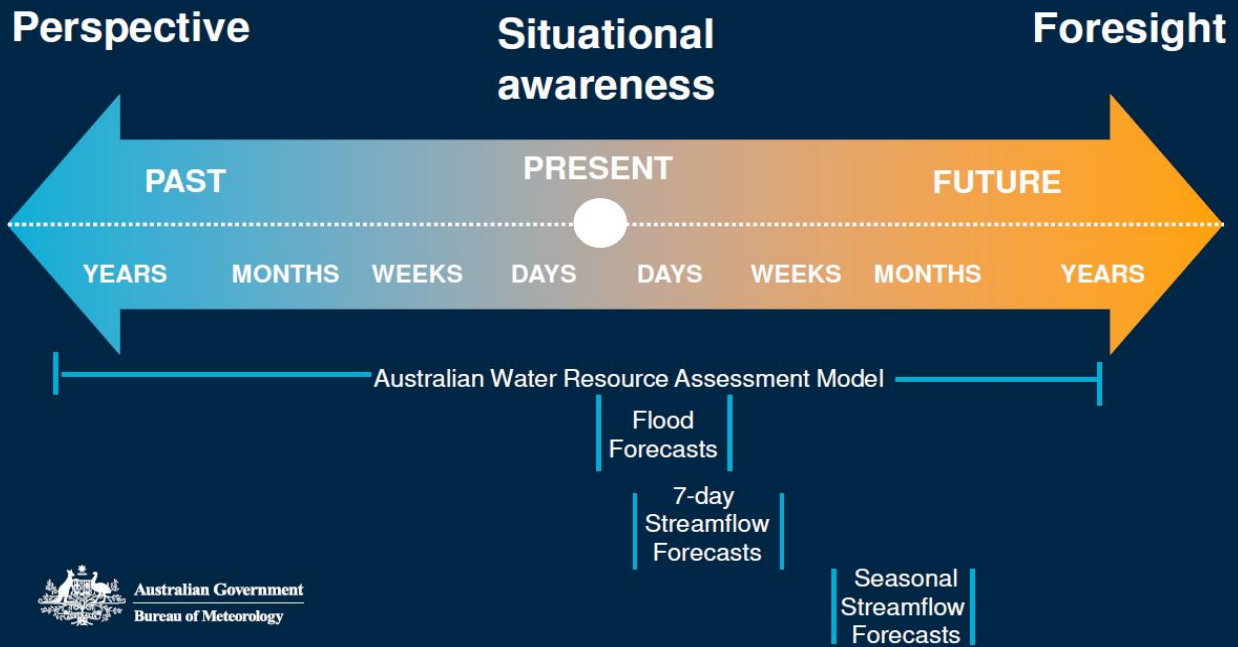 Perspective
Situational
awareness
Foresight
PAST
PRESENT
FUTURE
YEARS MONTHS WEEKS DAYS DAYS WEEKS MONTHS YEARS
Australian Water Resource Assessment Model
Flood
Forecasts
7-day
Streamflow
Forecasts
Seasonal
Streamflow
Forecasts
Australian Government
Bureau of Meteorology